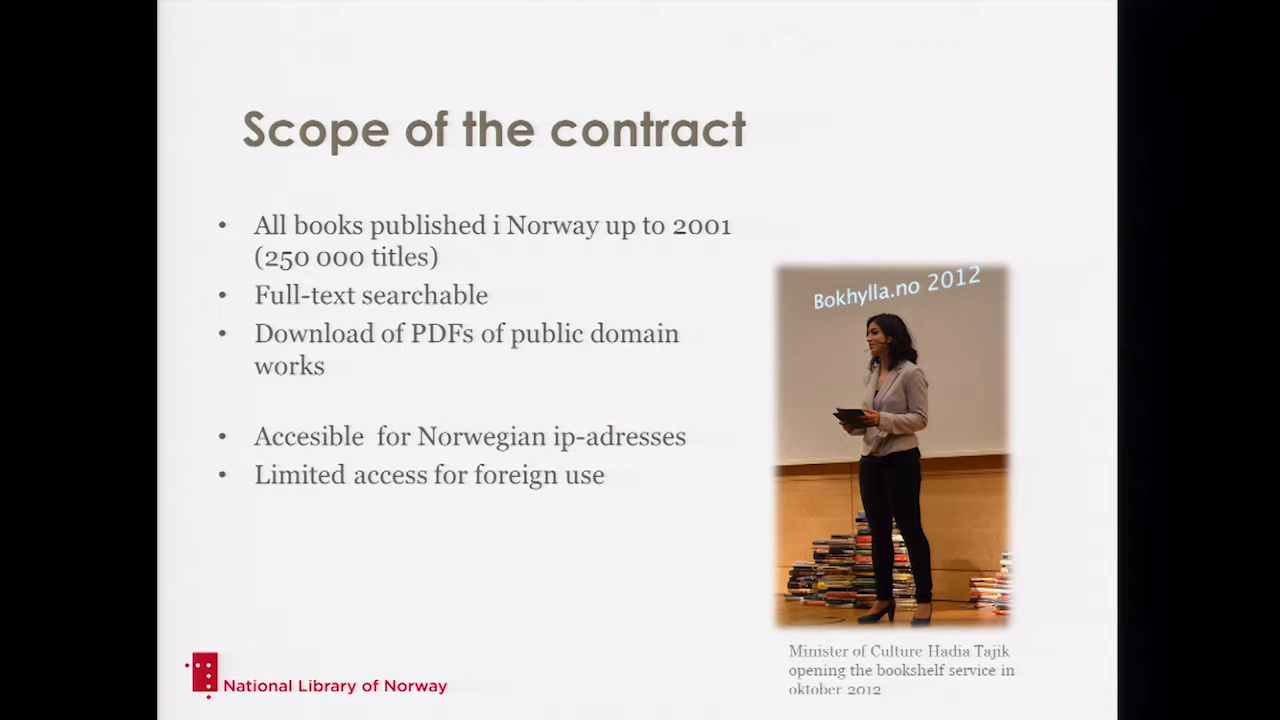 Scope of the contract
• All books published i Norway up to 2001
(250 000 titles)
• Full-text searchable
• Download of PDFs of public domain
works
• Accesible for Norwegian ip-adresses
• Limited access for foreign use
Bokhylla.no 2012
Minister of Culture Hadia Tajik
opening the bookshelf service in
oktober 2012
National Library of Norway